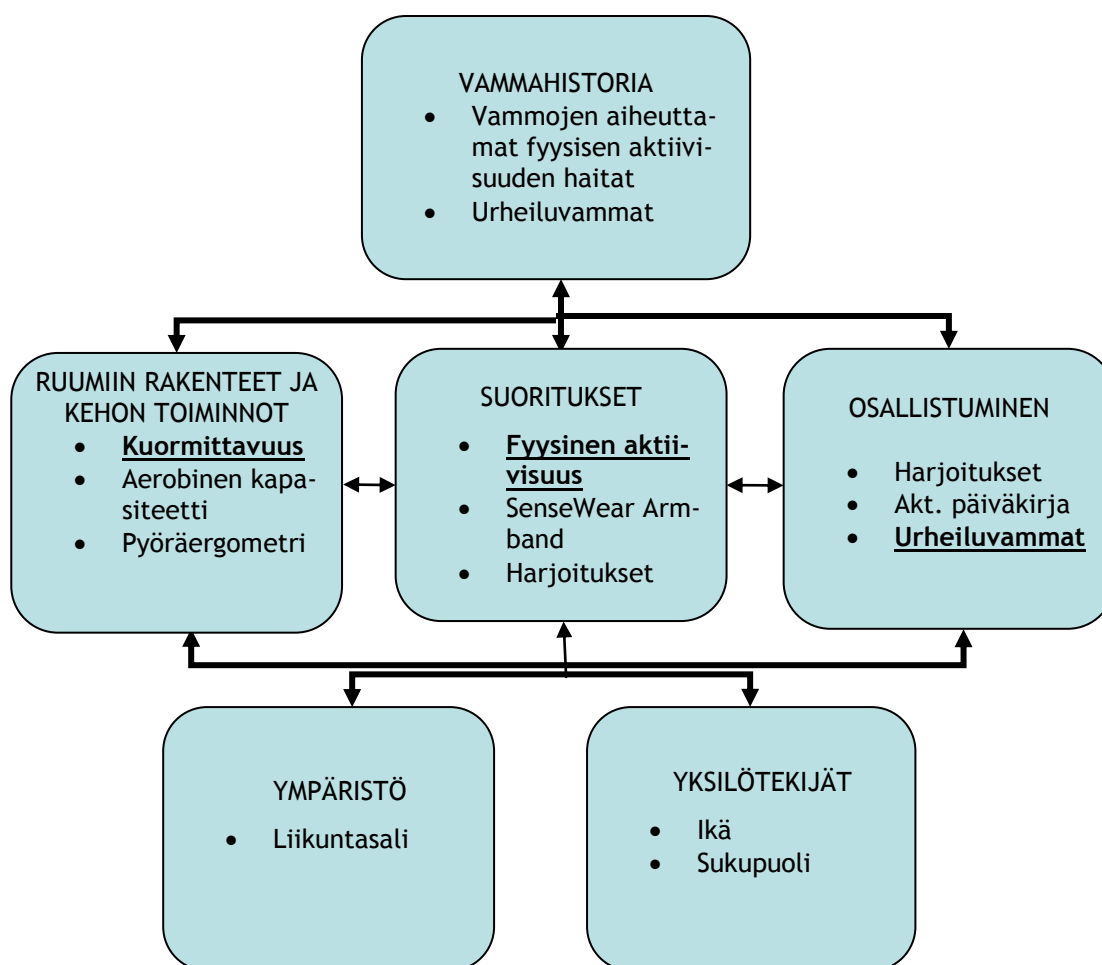 VAMMAHISTORIA
• Vammojen aiheutta-
mat fyysisen aktiivi-
suuden haitat
• Urheiluvammat
RUUMIIN RAKENTEET JA
KEHON TOIMINNOT
• Kuormittavuus
• Aerobinen kapa-
siteetti
• Pyöräergometri
SUORITUKSET
• Fyysinen aktii-
visuus
• SenseWear Arm-
band
• Harjoitukset
OSALLISTUMINEN
• Harjoitukset
• Akt. päiväkirja
• Urheiluvammat
YMPÄRISTÖ
• Liikuntasali
YKSILÖTEKIJÄT
• Ikä
• Sukupuoli